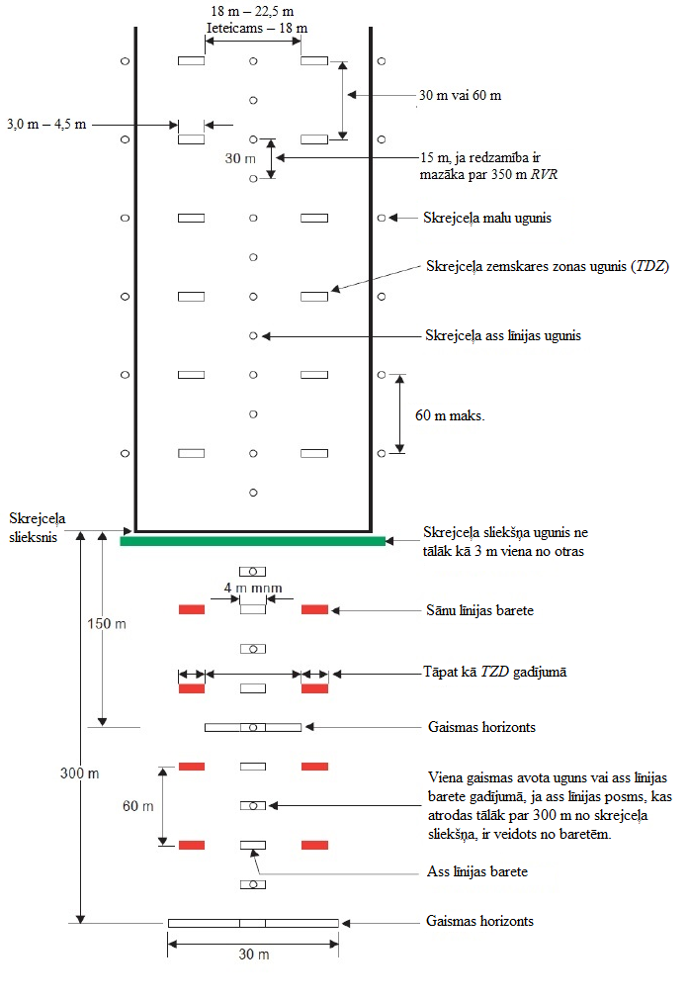 18 m – 22,5 m
Ieteicams – 18 m
30 m vai 60 m
3,0 m – 4,5 m
30 m
15 m, ja redzamība ir
mazāka par 350 m RVR
Skrejceļa malu ugunis
Skrejceļa zemskares zonas ugunis (TDZ)
Skrejceļa ass līnijas ugunis
60 m maks.
Skrejceļa
slieksnis
Skrejceļa sliekšņa ugunis ne
tālāk kā 3 m viena no otras
4 m mnm
Sānu līnijas barete
150 m
Tāpat kā TZD gadījumā
Gaismas horizonts
300 m
Viena gaismas avota uguns vai ass līnijas
barete gadījumā, ja ass līnijas posms, kas
atrodas tālāk par 300 m no skrejceļa
sliekšņa, ir veidots no baretēm.
60 m
Ass līnijas barete
Gaismas horizonts
30 m